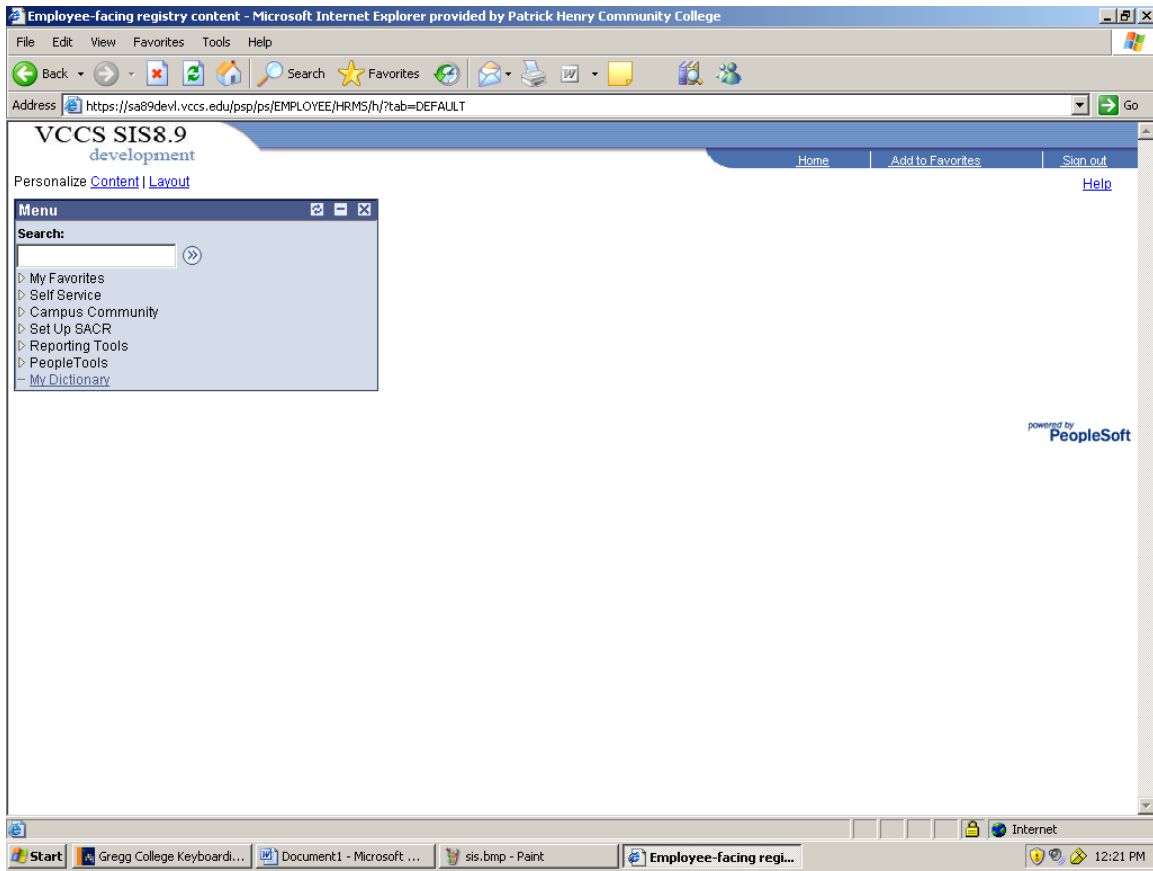 Employee-facing registry content - Microsoft Internet Explorer provided by Patrick Henry Community College
File Edit View Favorites Tools Help
Back Search Favorites
Address https://sa89devl.vccs.edu/psp/ps/EMPLOYEE/HRMS/h/?tab=DEFAULT Go
VCCS SIS8.9
development
Home Add to Favorites Sign out
Personalize Content | Layout Help
Menu
Search:
My Favorites
Self Service
Campus Community
Set Up SACR
Reporting Tools
PeopleTools
My Dictionary
powered by
PeopleSoft
Internet
Start Gregg College Keyboardi... Document1 - Microsoft ... sis.bmp - Paint Employee-facing regi... 12:21 PM